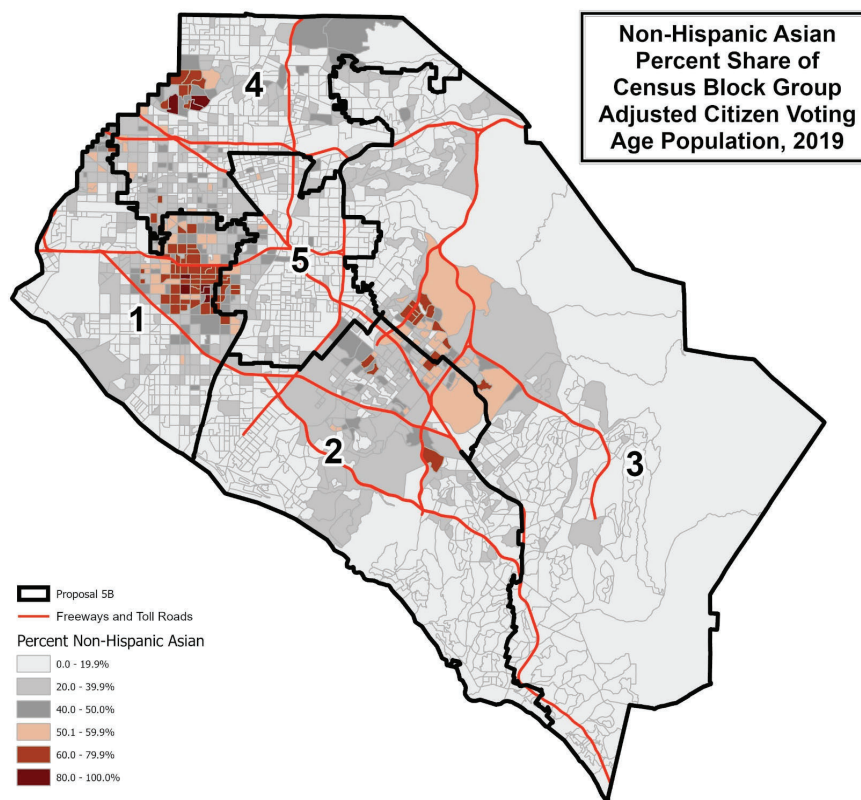 Non-Hispanic Asian
Percent Share of
Census Block Group
Adjusted Citizen Voting
Age Population, 2019
4
5
1
2
3
Proposal 5B
Freeways and Toll Roads
Percent Non-Hispanic Asian
0.0 - 19.9%
20.0 - 39.9%
40.0 - 50.0%
50.1 - 59.9%
60.0 - 79.9%
80.0 - 100.0%